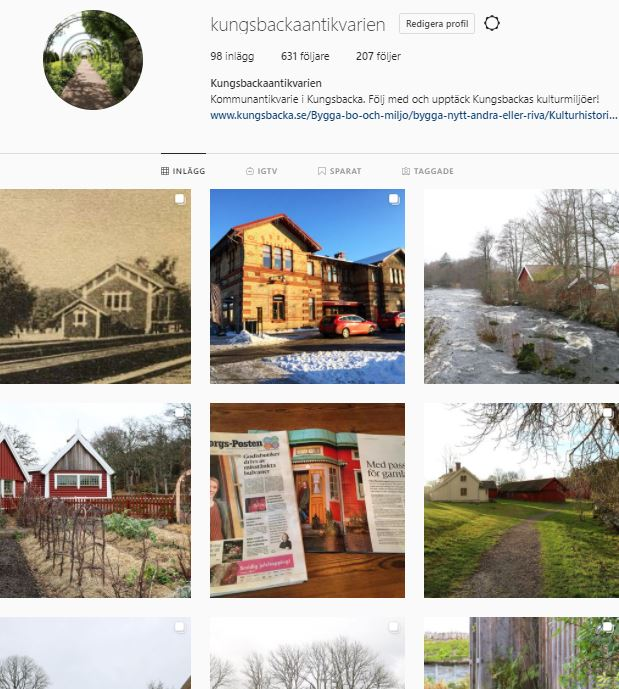 kungsbackaantikvarien Redigera profil
98 inlägg 631 följare 207 följer
Kungsbackaantikvarien
Kommunantikvarie i Kungsbacka. Följ med och upptäck Kungsbackas kulturmiljöer!
www.kungsbacka.se/Bygga-bo-och-miljo/bygga-nytt-andra-eller-riva/Kulturhistori...
INLÄGG IGTV SPARAT TAGGADE
orgs-Posten
Med pass
för gamla